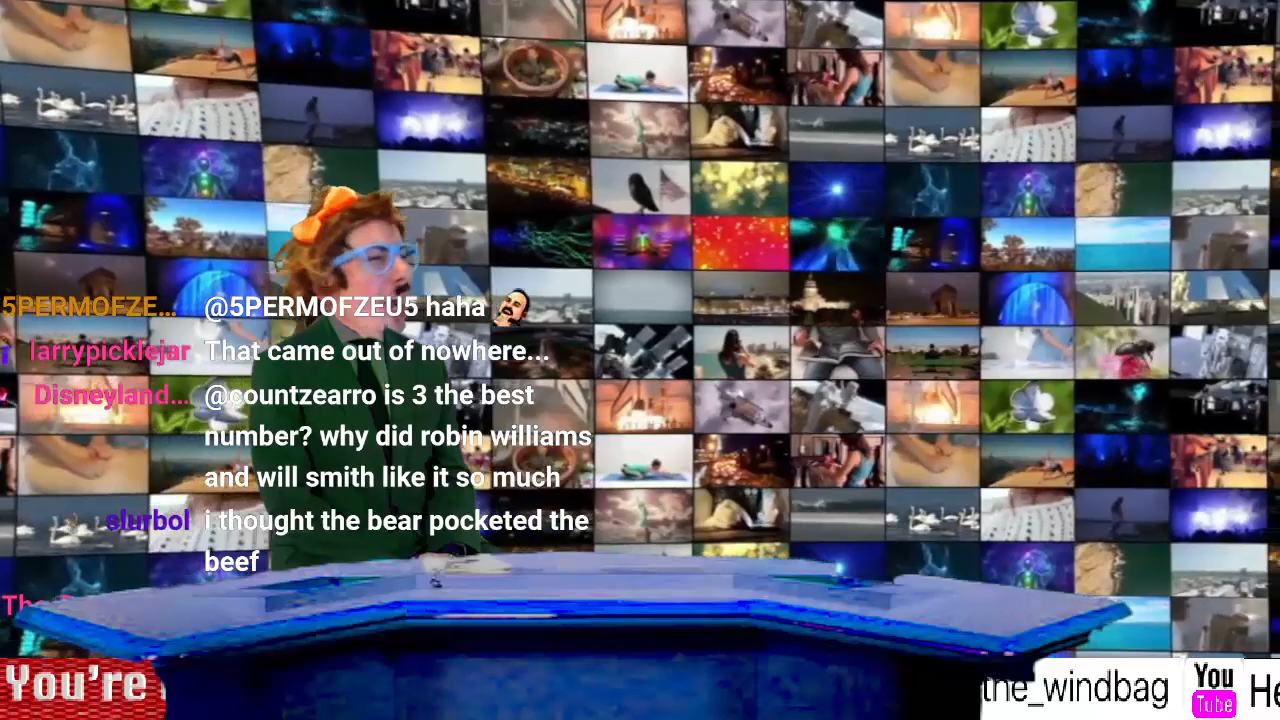 5PERMOFZE... @5PERMOFZEU5 haha
larrypicklejar That came out of nowhere...
Disneyland... @countzearro is 3 the best
number? why did robin williams
and will smith like it so much
slurbol i thought the bear pocketed the
beef
You're
the_windbag You Tube